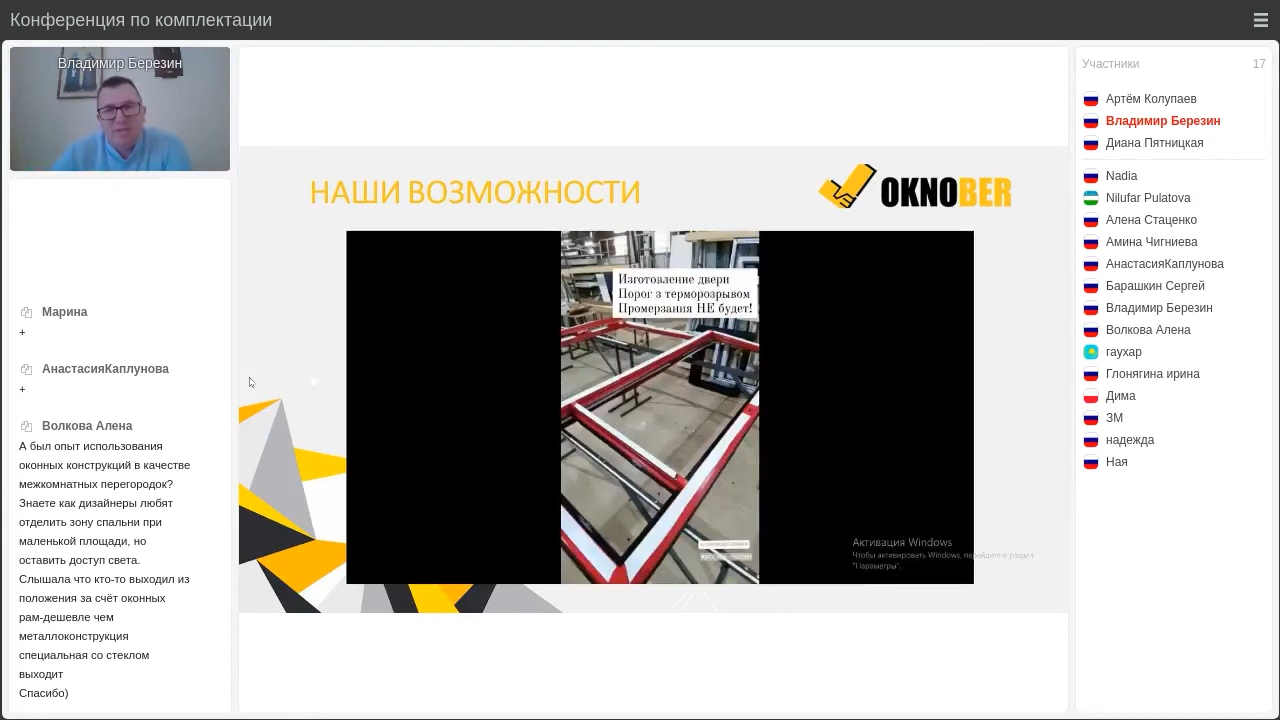 Конференция по комплектации
Владимир Березин
Марина
+
АнастасияКаплунова
+
Волкова Алена
А был опыт использования
оконных конструкций в качестве
межкомнатных перегородок?
Знаете как дизайнеры любят
отделить зону спальни при
маленькой площади, но
оставить доступ света.
Слышала что кто-то выходил из
положения за счёт оконных
рам-дешевле чем
металлоконструкция
специальная со стеклом
выходит
Спасибо)
НАШИ ВОЗМОЖНОСТИ
OKNOBER
Изготовление двери
Порог з терморозрывом
Промерзания НЕ будет!
Активация Windows
Чтобы активировать Windows, перейдите в раздел
"Параметры".
Участники 17
Артём Колупаев
Владимир Березин
Диана Пятницкая
Nadia
Nilufar Pulatova
Алена Стаценко
Амина Чигниева
АнастасияКаплунова
Барашкин Сергей
Владимир Березин
Волкова Алена
гаухар
Глонягина ирина
Дима
ЗМ
надежда
Ная